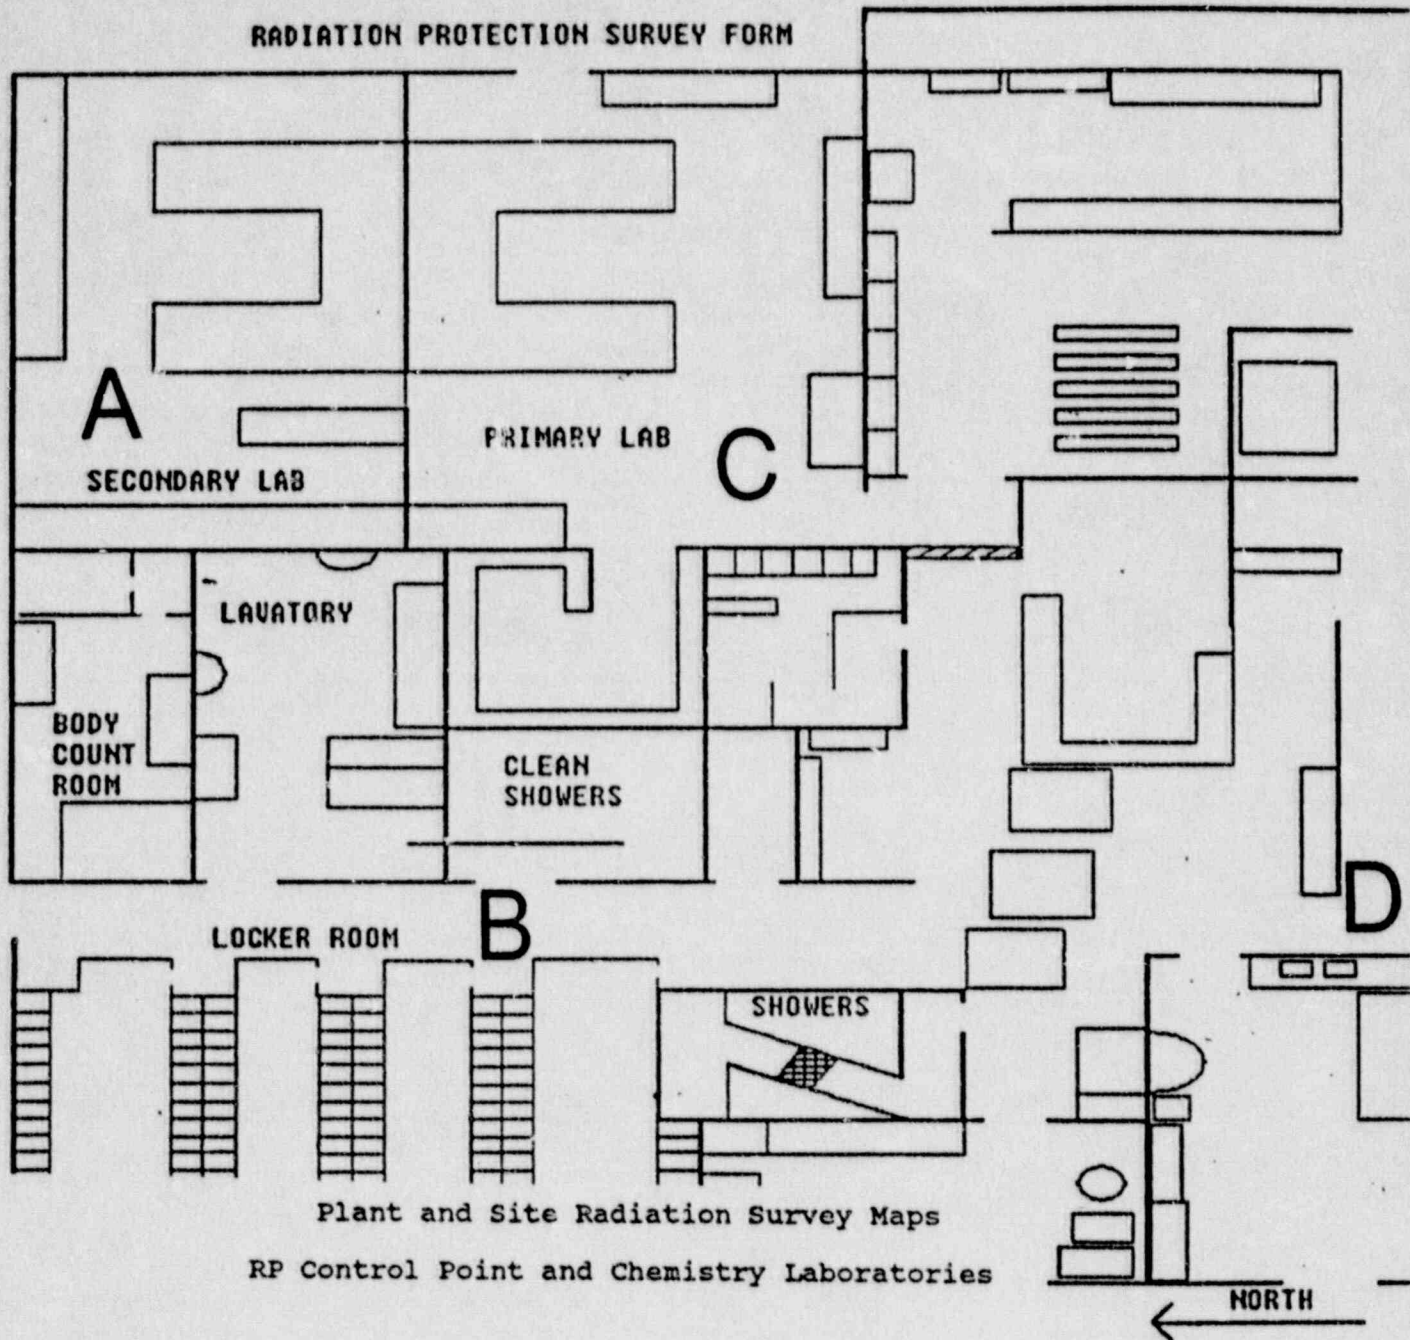 RADIATION PROTECTION SURVEY FORM
A
SECONDARY LAB
PRIMARY LAB
C
LAVATORY
BODY
COUNT
ROOM
CLEAN
SHOWERS
B
LOCKER ROOM
D
SHOWERS
Plant and Site Radiation Survey Maps
RP Control Point and Chemistry Laboratories
NORTH